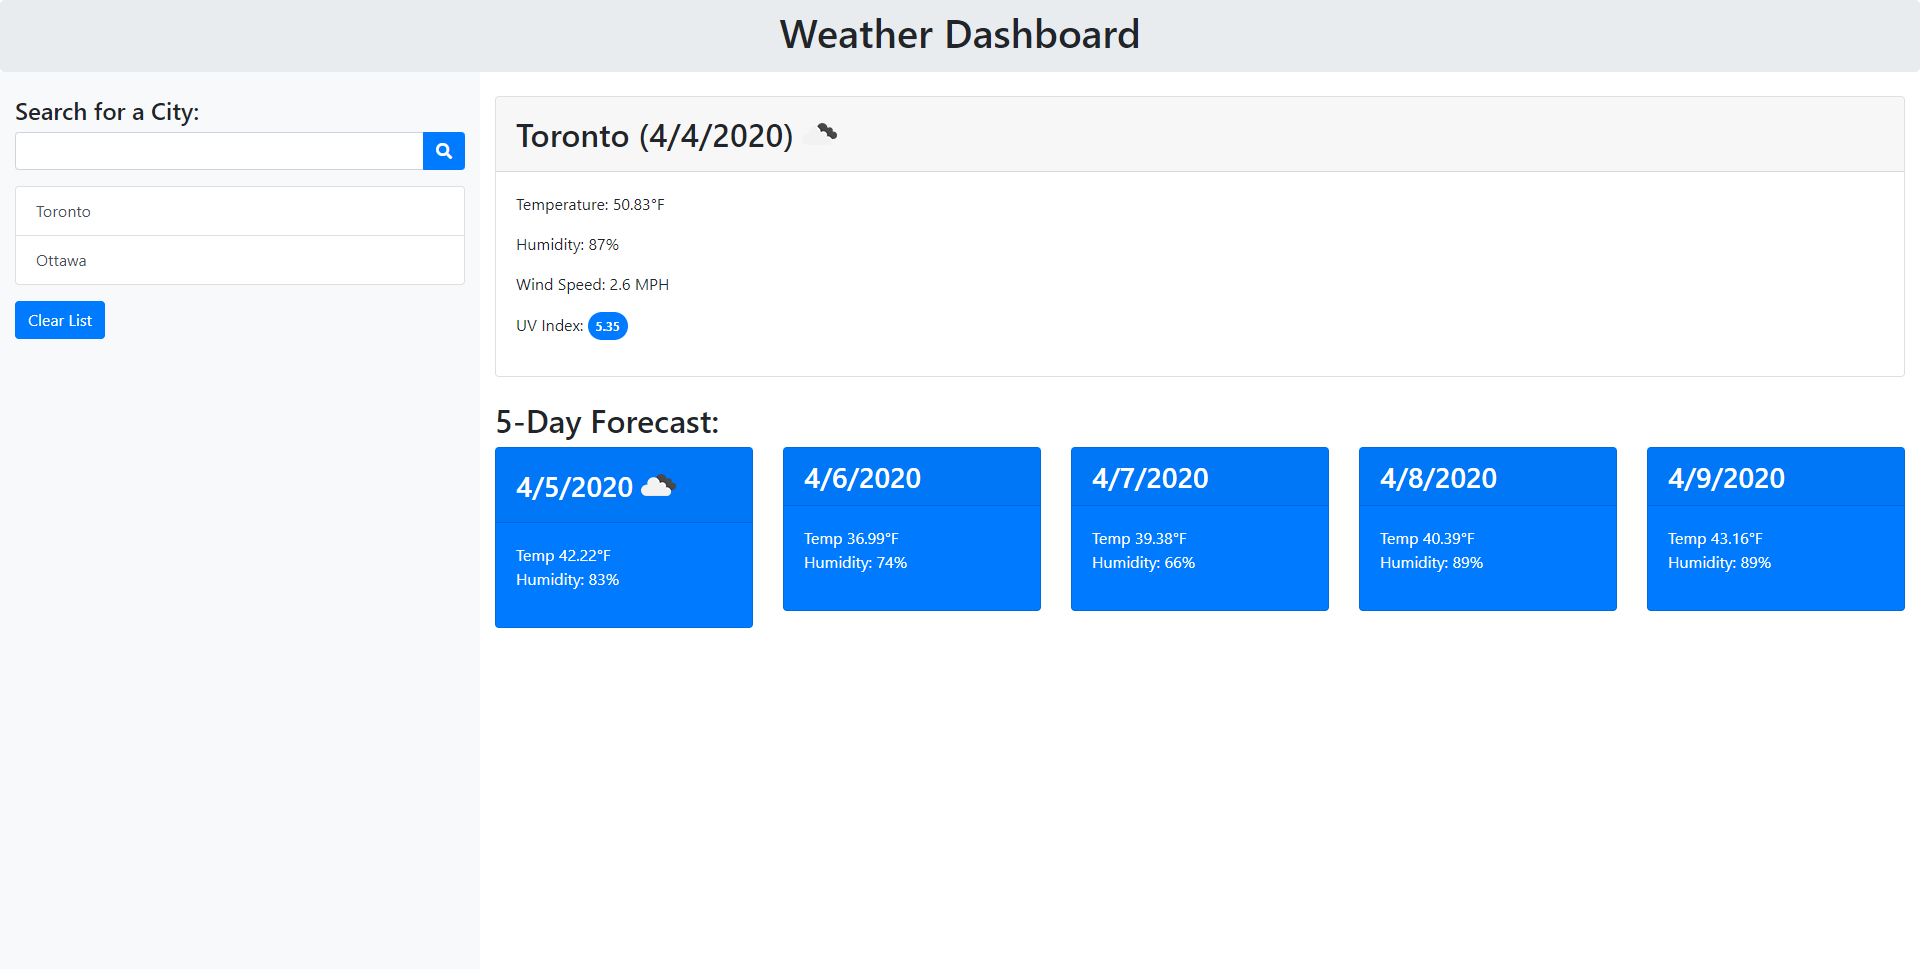 Weather Dashboard
Search for a City:
Toronto
Ottawa
Clear List
Toronto (4/4/2020)
Temperature: 50.83°F
Humidity: 87%
Wind Speed: 2.6 MPH
UV Index: 5.35
5-Day Forecast:
4/5/2020
Temp 42.22°F
Humidity: 83%
4/6/2020
Temp 36.99°F
Humidity: 74%
4/7/2020
Temp 39.38°F
Humidity: 66%
4/8/2020
Temp 40.39°F
Humidity: 89%
4/9/2020
Temp 43.16°F
Humidity: 89%